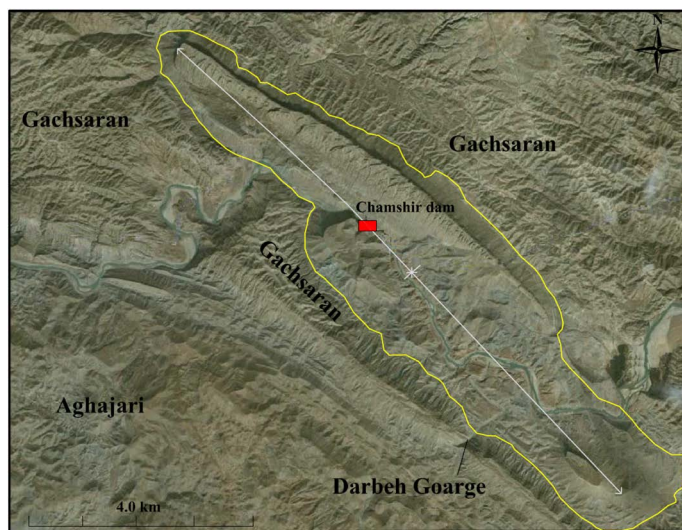 N
Gachsaran
Gachsaran
Chamshir dam
Gachsaran
Aghajari
Darbeh Goarge
4.0 km